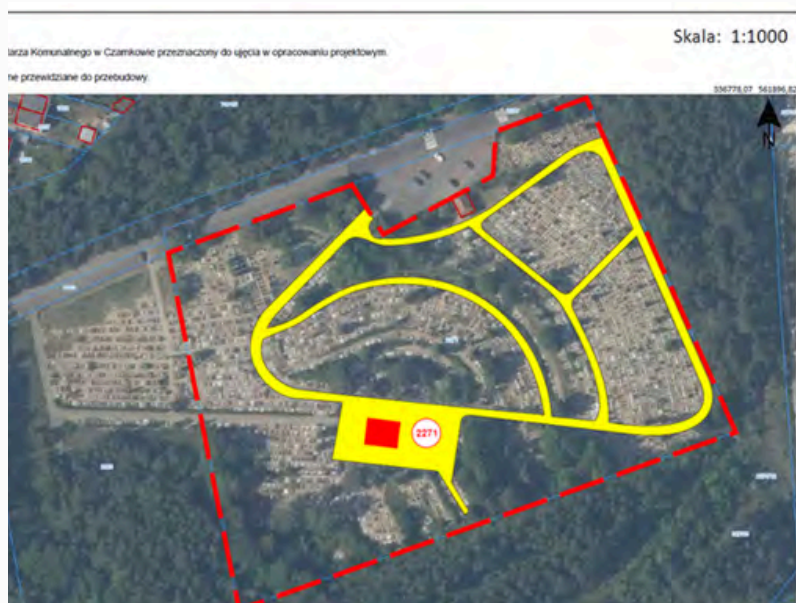 Skala: 1:1000
larza Komunalnego w Czarnkowie przeznaczony do ujęcia w opracowaniu projektowym.
ne przewidziane do przebudowy.
556778,07 561896,82
N
2271